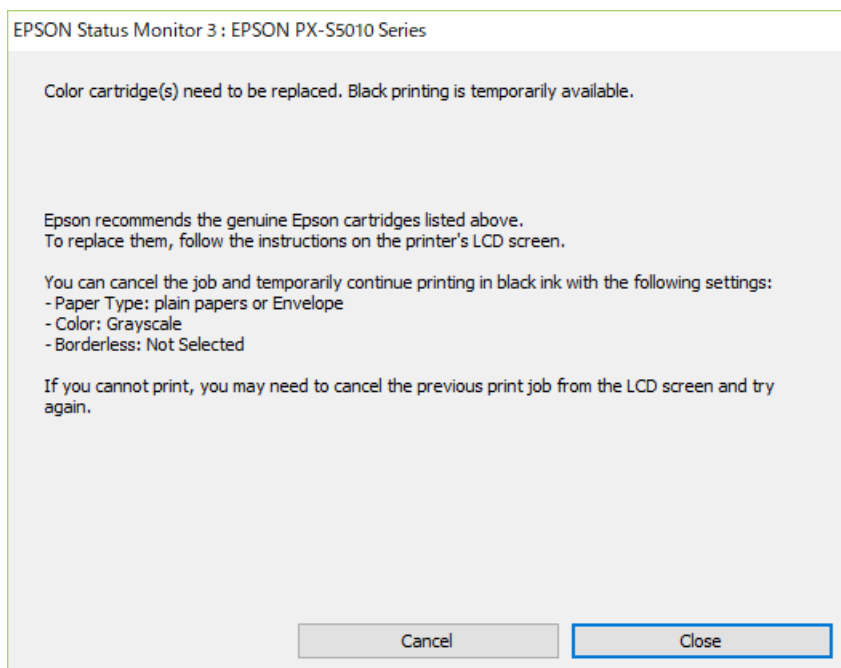 EPSON Status Monitor 3 : EPSON PX-S5010 Series
Color cartridge(s) need to be replaced. Black printing is temporarily available.
Epson recommends the genuine Epson cartridges listed above.
To replace them, follow the instructions on the printer's LCD screen.
You can cancel the job and temporarily continue printing in black ink with the following settings:
- Paper Type: plain papers or Envelope
- Color: Grayscale
- Borderless: Not Selected
If you cannot print, you may need to cancel the previous print job from the LCD screen and try
again.
Cancel Close